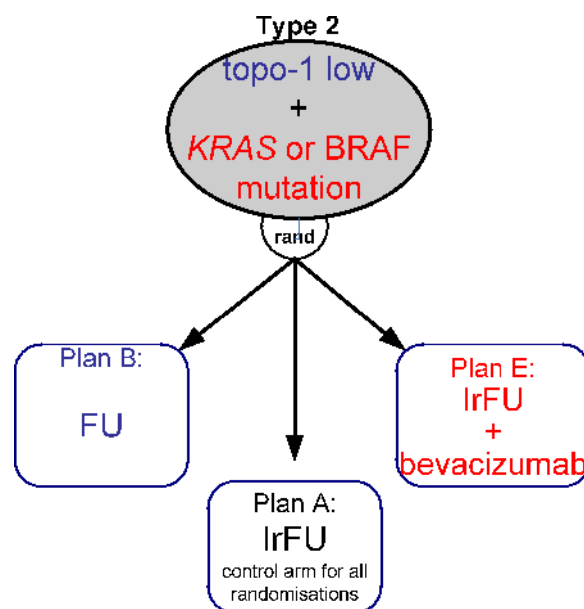 Type 2
topo-1 low
+
KRAS or BRAF
mutation
rand
Plan B:
FU
Plan A:
IrFU
control arm for all
randomisations
Plan E:
IrFU
+
bevacizumab